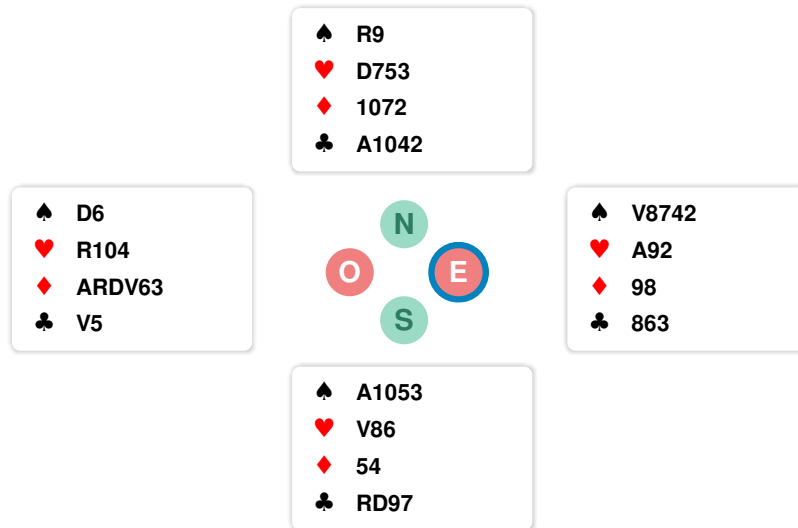 ♠ R9
♥ D753
♦ 1072
♣ A1042
♠ D6
♥ R104
♦ ARDV63
♣ V5
N
O E
S
♠ V8742
♥ A92
♦ 98
♣ 863
♠ A1053
♥ V86
♦ 54
♣ RD97